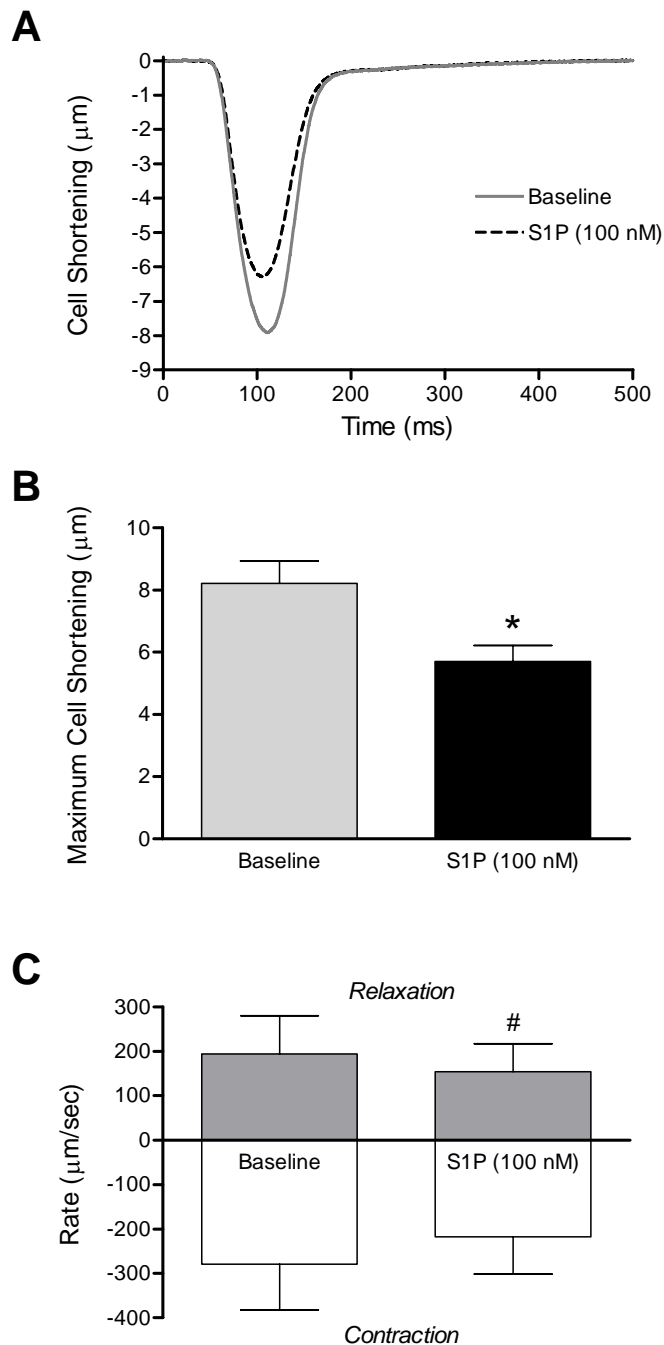 A
0
-1
-2
-3
-4
-5
-6
-7
-8
-9
Cell Shortening (μm)
Baseline
S1P (100 nM)
0 100 200 300 400 500
Time (ms)
B
10
8
6
4
2
0
Maximum Cell Shortening (μm)
*
Baseline S1P (100 nM)
C
Relaxation
300
200
100
0
-100
-200
-300
-400
Rate (μm/sec)
#
Baseline S1P (100 nM)
Contraction